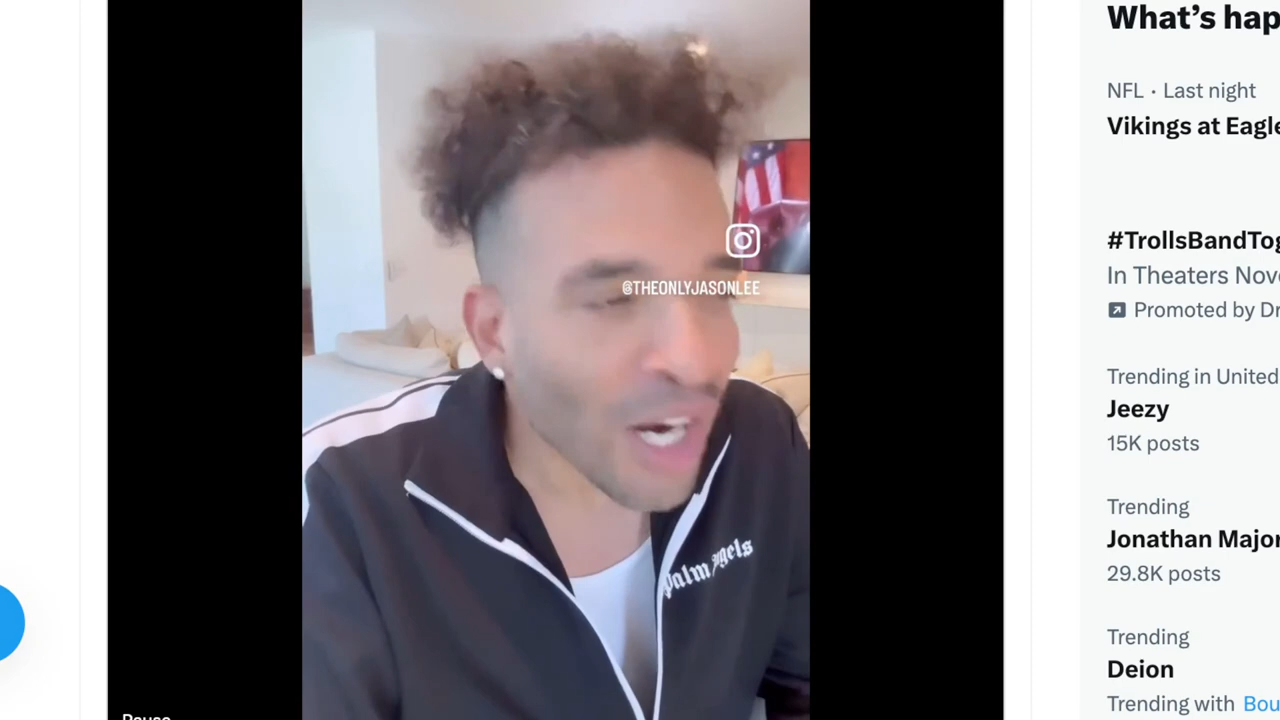 @THEONLYJASONLEE
Palm Angels
Pause
What's hap
NFL · Last night
Vikings at Eagle
#TrollsBandTog
In Theaters Nov
Promoted by Dr
Trending in United
Jeezy
15K posts
Trending
Jonathan Major
29.8K posts
Trending
Deion
Trending with Bou